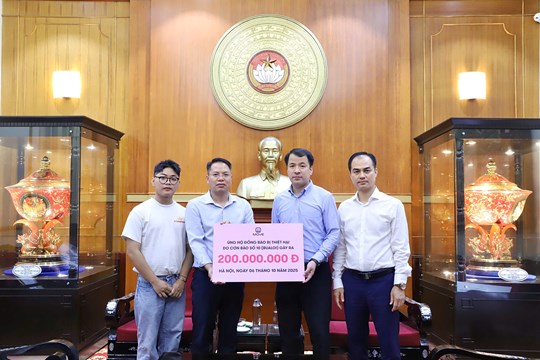 ỦNG HỘ ĐỒNG BÀO BỊ THIỆT HẠI
DO CƠN BÃO SỐ 10 (BUALOI) GÂY RA
200.000.000 Đ
HÀ NỘI, NGÀY 06 THÁNG 10 NĂM 2025